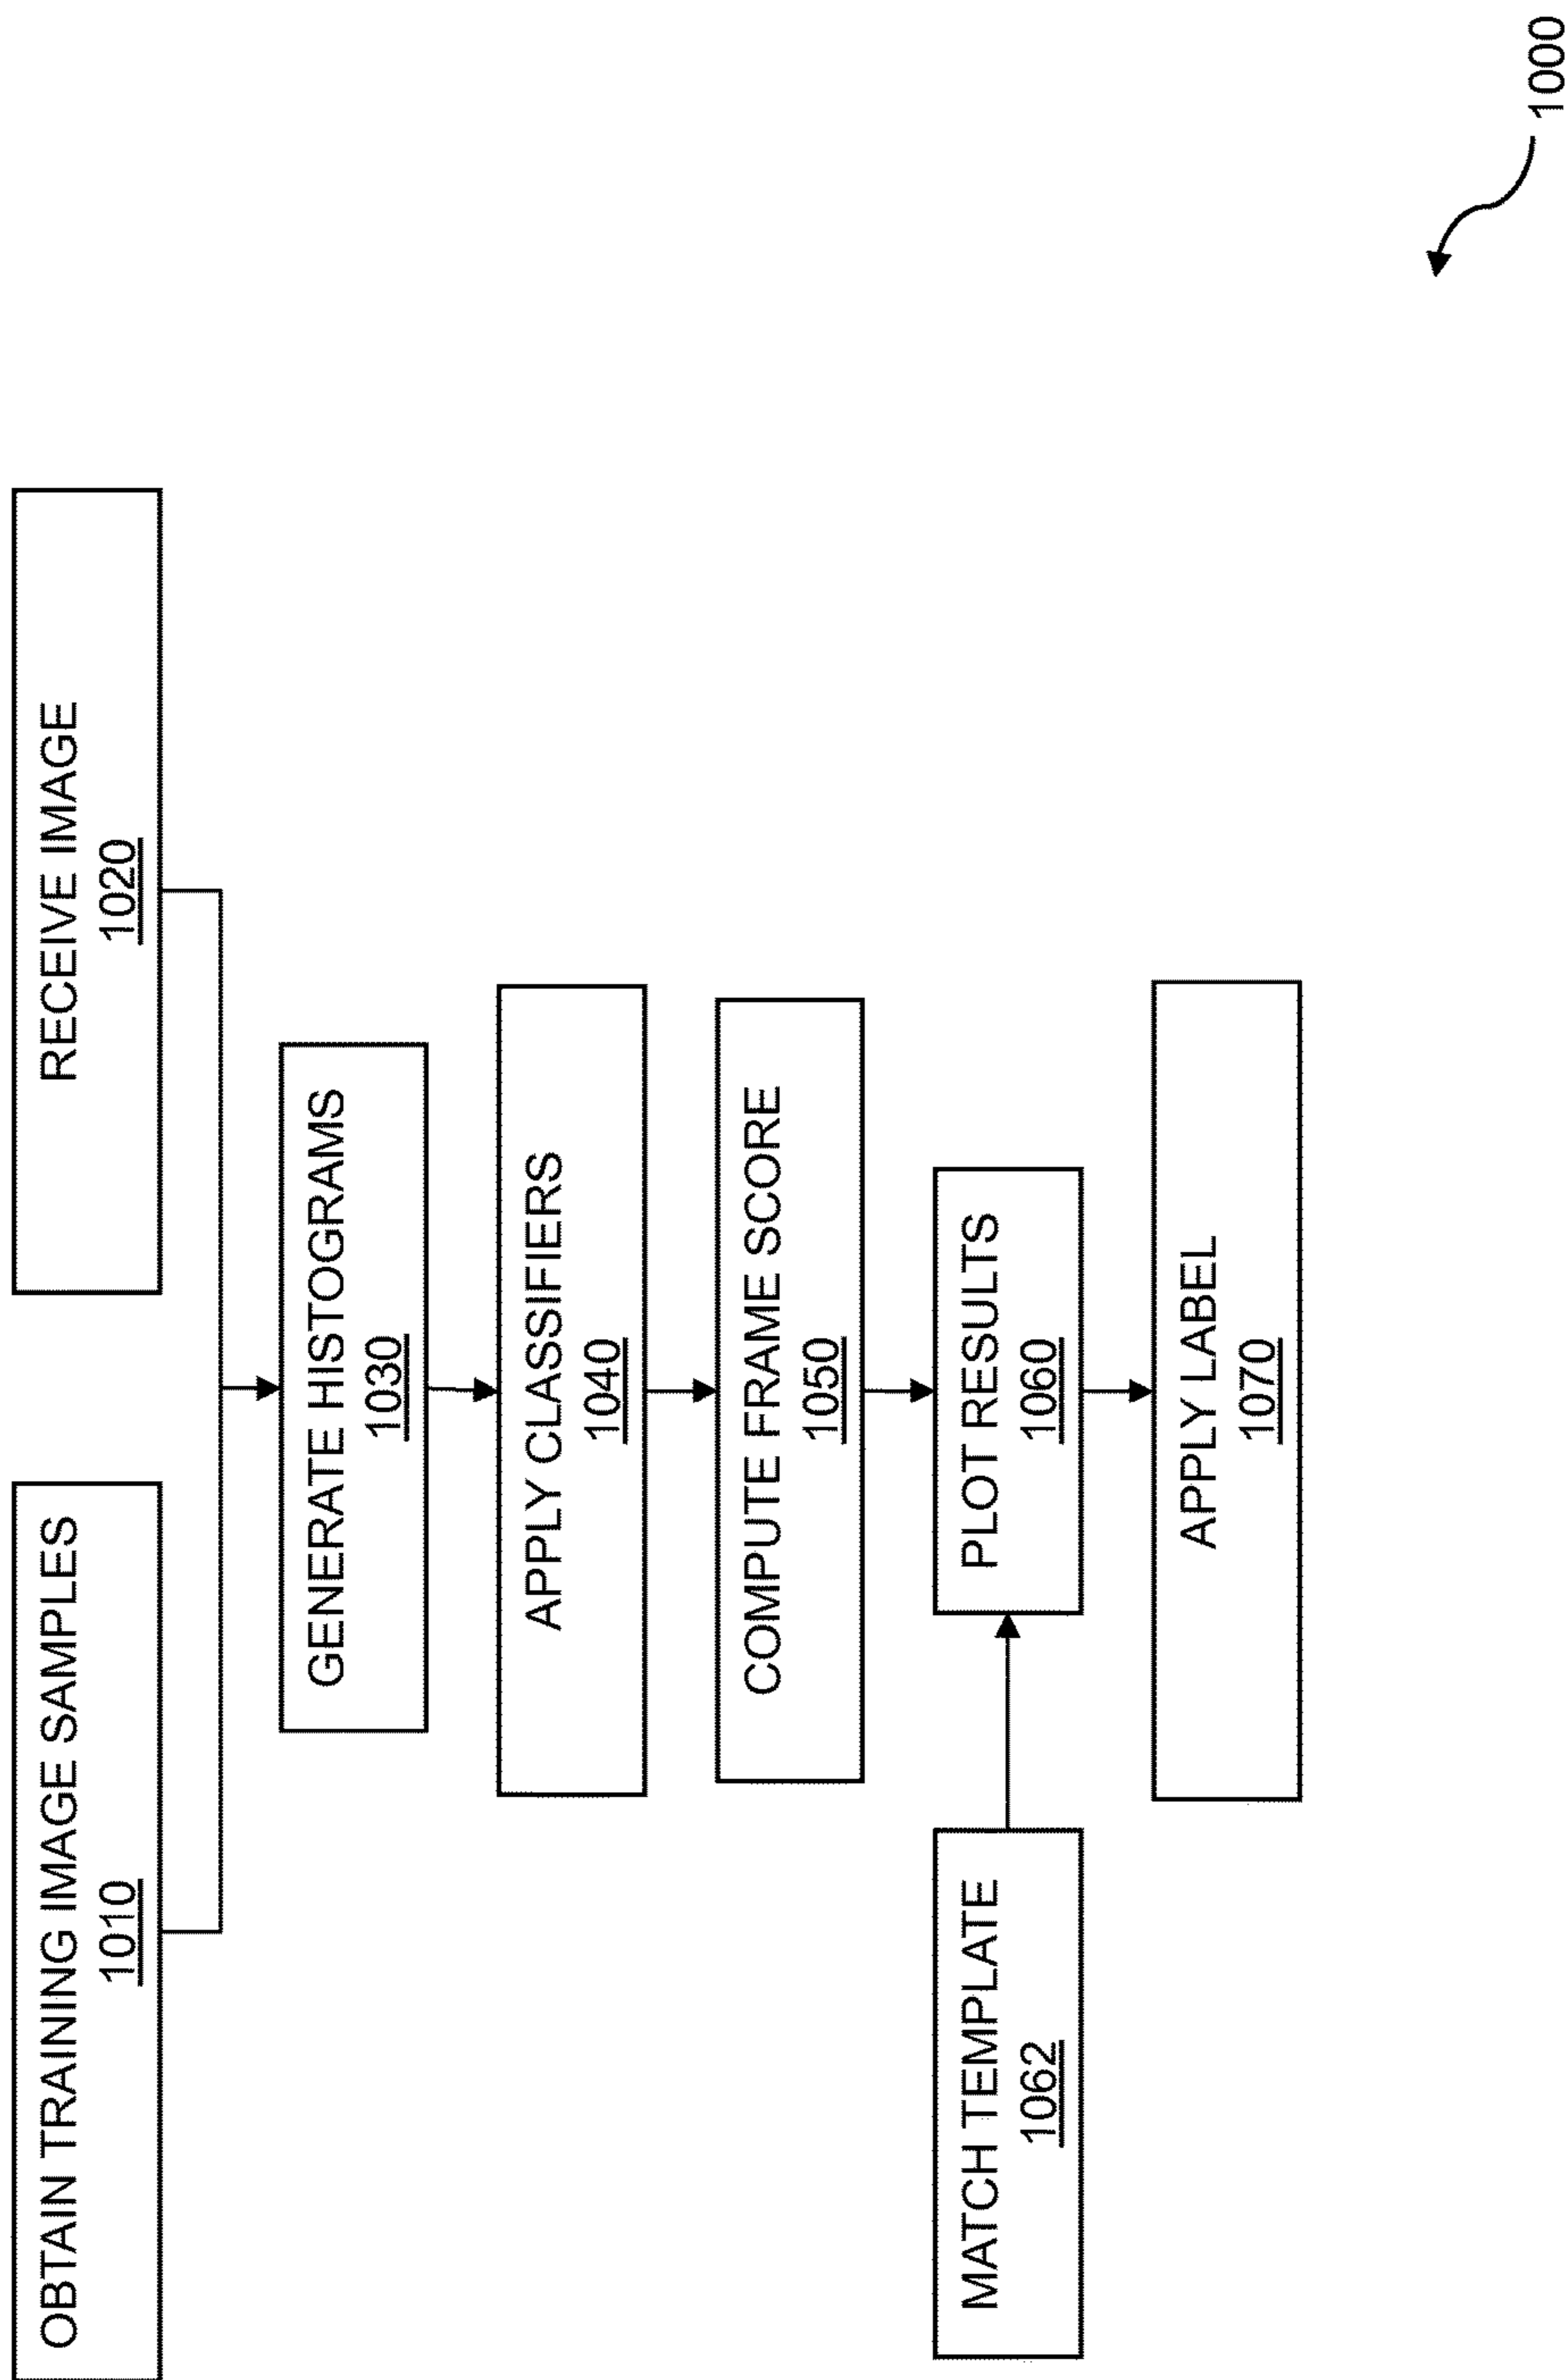 OBTAIN TRAINING IMAGE SAMPLES
1010
RECEIVE IMAGE
1020
GENERATE HISTOGRAMS
1030
APPLY CLASSIFIERS
1040
COMPUTE FRAME SCORE
1050
MATCH TEMPLATE
1062
PLOT RESULTS
1060
APPLY LABEL
1070
1000